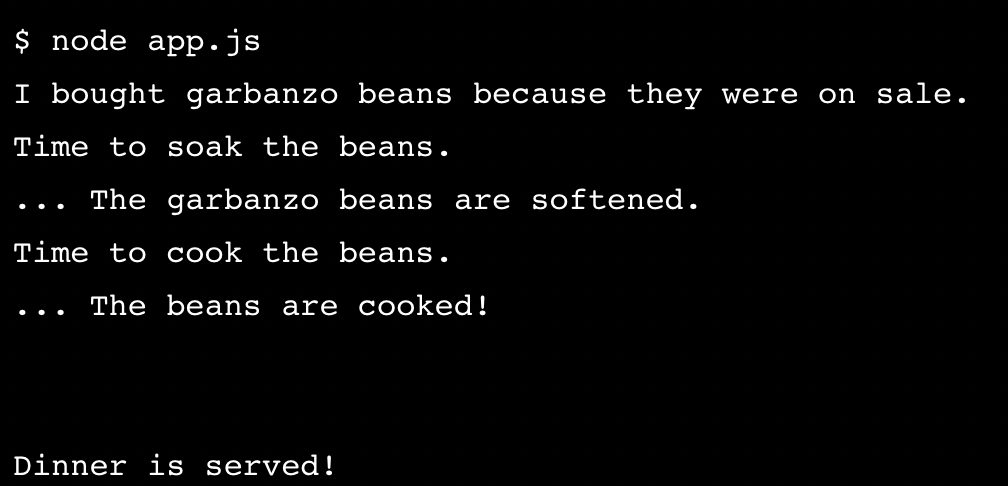 $ node app.js
I bought garbanzo beans because they were on sale.
Time to soak the beans.
... The garbanzo beans are softened.
Time to cook the beans.
... The beans are cooked!
Dinner is served!